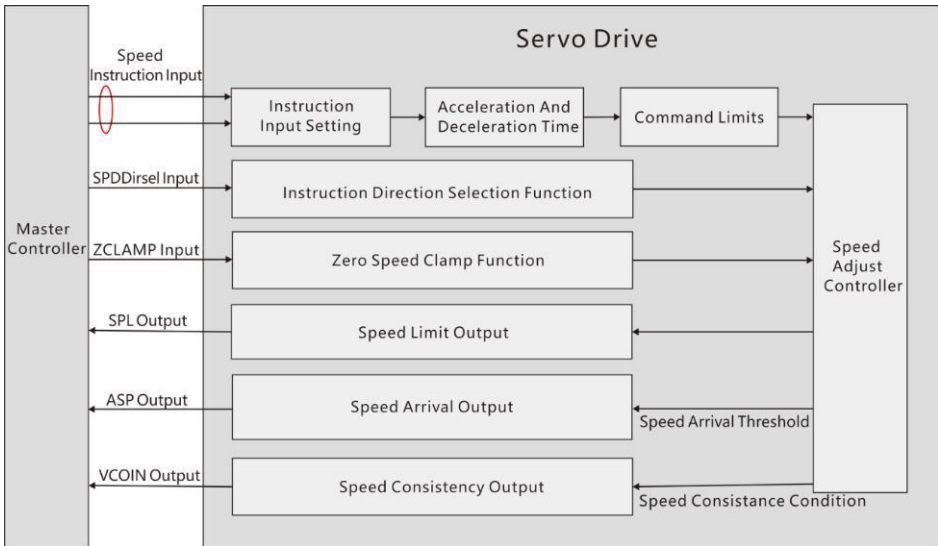 Servo Drive
Speed
Instruction Input
Instruction
Input Setting
Acceleration And
Deceleration Time
Command Limits
SPDDirsel Input
Instruction Direction Selection Function
Master
Controller
ZCLAMP Input
Zero Speed Clamp Function
Speed
Adjust
Controller
SPL Output
Speed Limit Output
ASP Output
Speed Arrival Output
Speed Arrival Threshold
VCOIN Output
Speed Consistency Output
Speed Consistance Condition